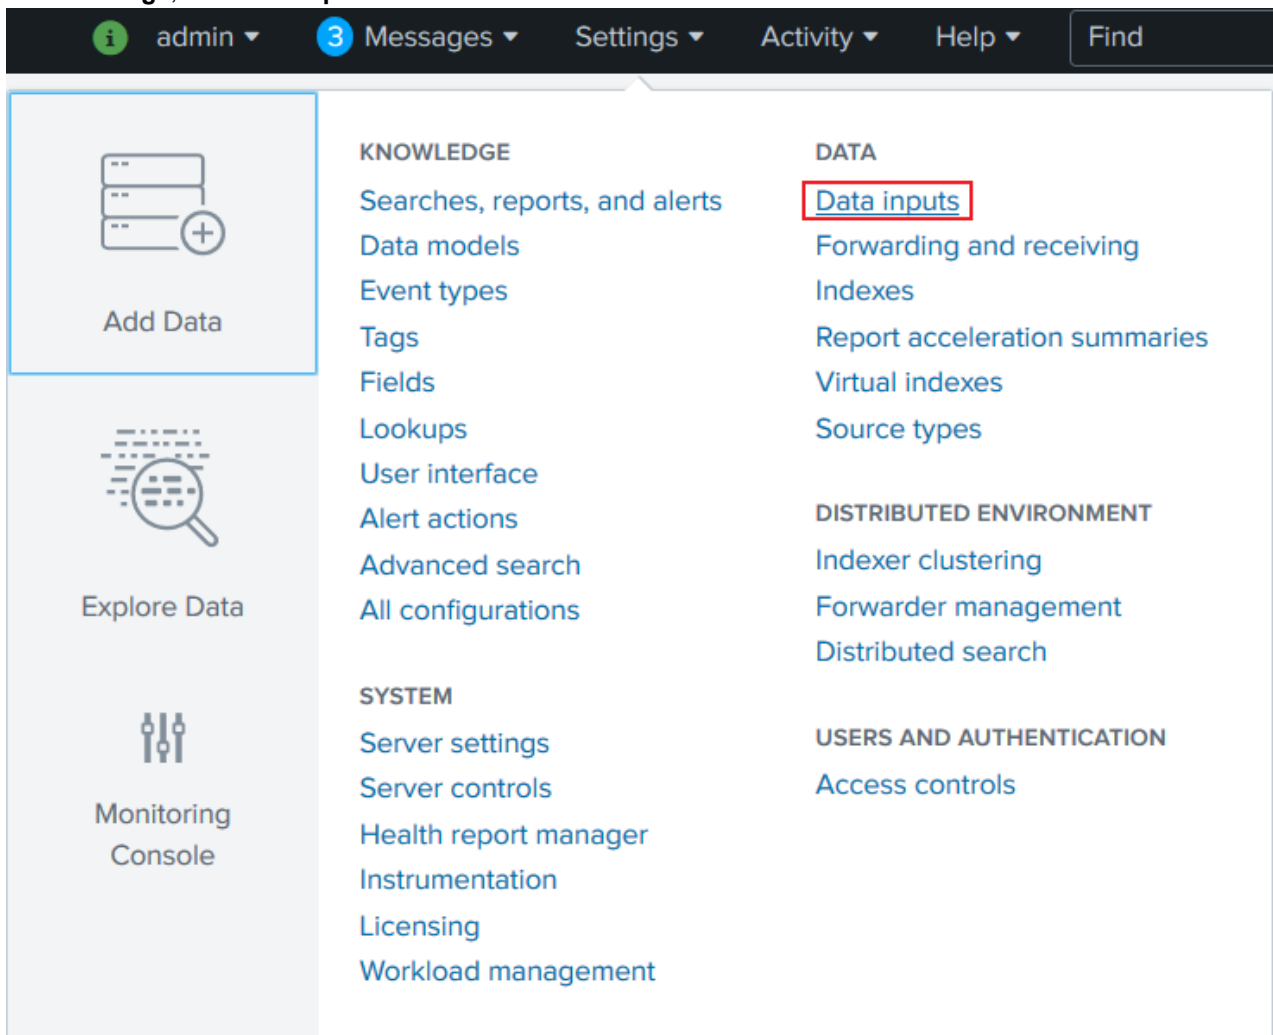 admin
3 Messages
Settings
Activity
Help
Find
Add Data
Explore Data
Monitoring
Console
KNOWLEDGE
Searches, reports, and alerts
Data models
Event types
Tags
Fields
Lookups
User interface
Alert actions
Advanced search
All configurations
SYSTEM
Server settings
Server controls
Health report manager
Instrumentation
Licensing
Workload management
DATA
Data inputs
Forwarding and receiving
Indexes
Report acceleration summaries
Virtual indexes
Source types
DISTRIBUTED ENVIRONMENT
Indexer clustering
Forwarder management
Distributed search
USERS AND AUTHENTICATION
Access controls